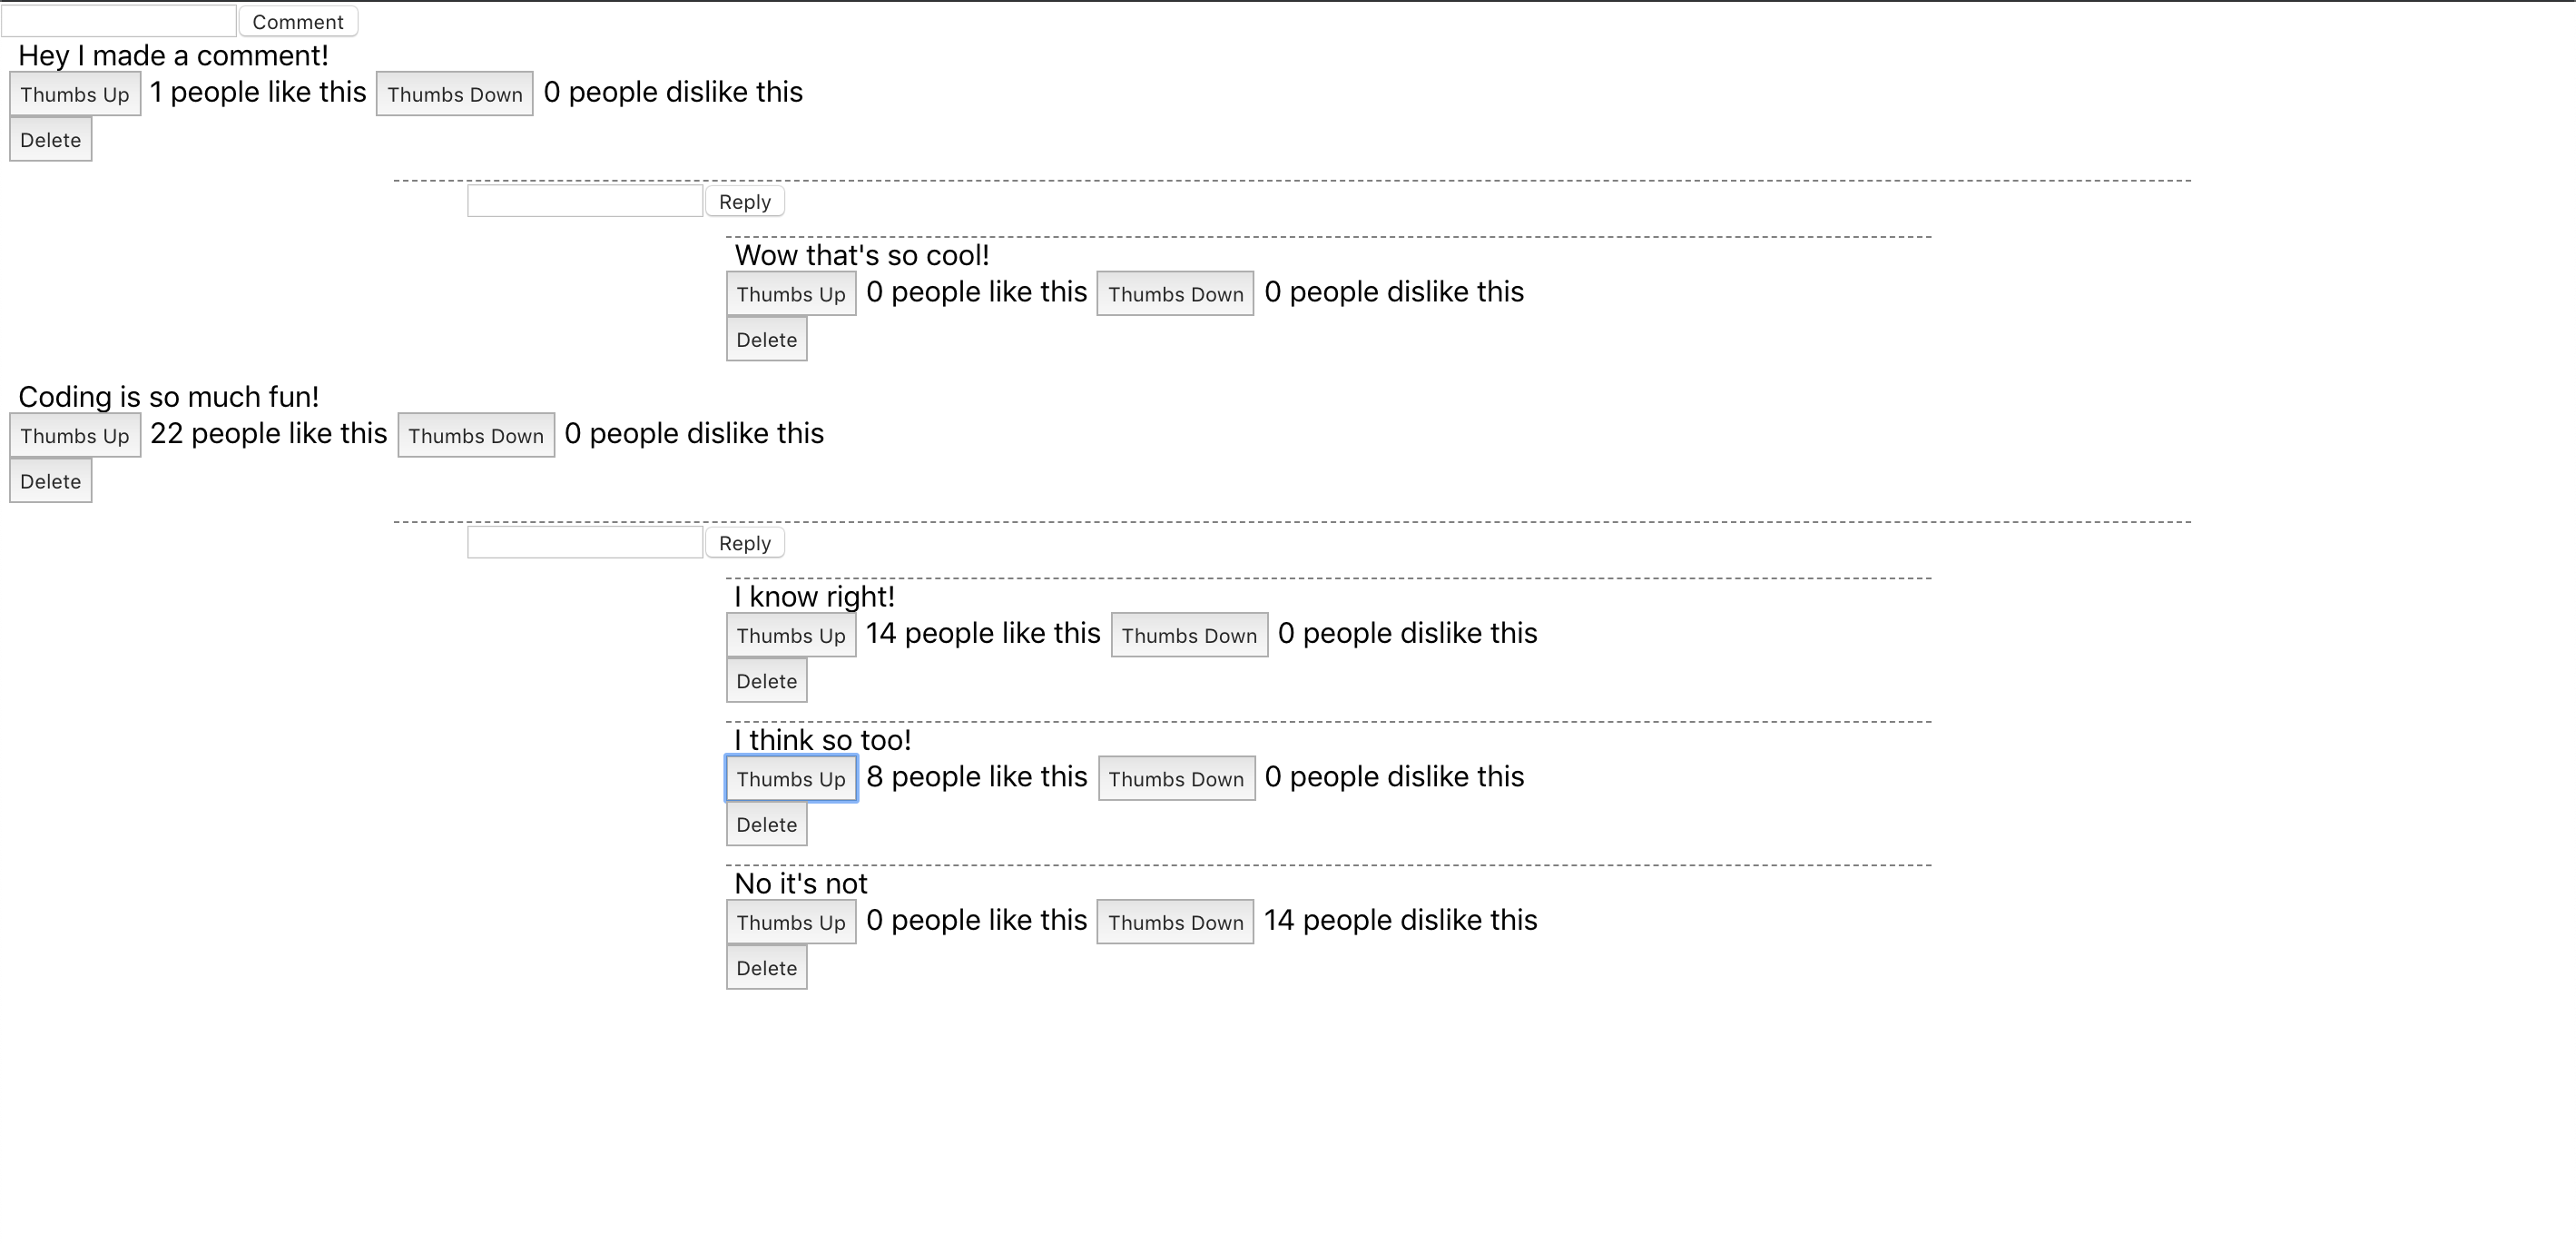 Comment
Hey I made a comment!
Thumbs Up 1 people like this Thumbs Down 0 people dislike this
Delete
Reply
Wow that's so cool!
Thumbs Up 0 people like this Thumbs Down 0 people dislike this
Delete
Coding is so much fun!
Thumbs Up 22 people like this Thumbs Down 0 people dislike this
Delete
Reply
I know right!
Thumbs Up 14 people like this Thumbs Down 0 people dislike this
Delete
I think so too!
Thumbs Up 8 people like this Thumbs Down 0 people dislike this
Delete
No it's not
Thumbs Up 0 people like this Thumbs Down 14 people dislike this
Delete